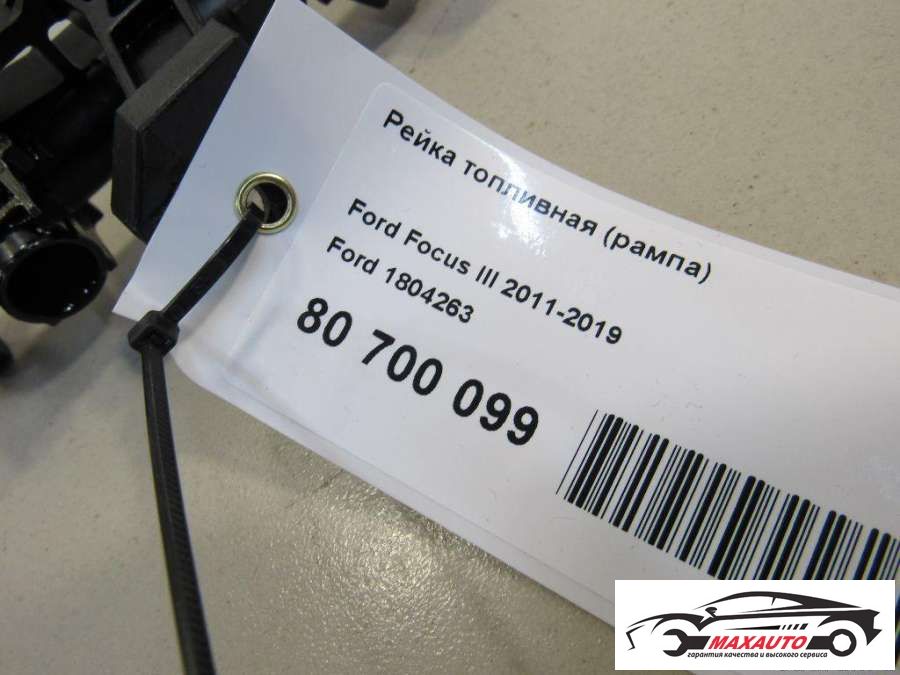 Рейка топливная (рампа)
Ford Focus III 2011-2019
Ford 1804263
80 700 099
MAXAUTO
гарантия качества и высокого сервиса